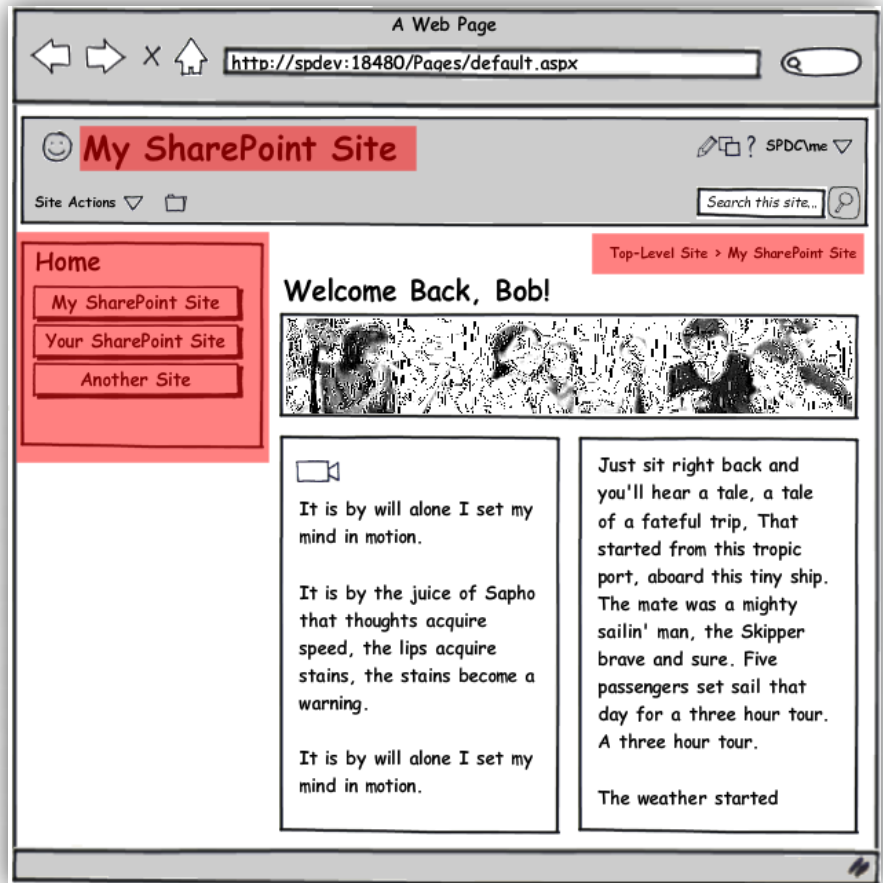 A Web Page
http://spdev:18480/Pages/default.aspx
My SharePoint Site
? SPDC\me
Site Actions
Search this site...
Home
My SharePoint Site
Your SharePoint Site
Another Site
Top-Level Site > My SharePoint Site
Welcome Back, Bob!
It is by will alone I set my
mind in motion.
It is by the juice of Sapho
that thoughts acquire
speed, the lips acquire
stains, the stains become a
warning.
It is by will alone I set my
mind in motion.
Just sit right back and
you'll hear a tale, a tale
of a fateful trip, That
started from this tropic
port, aboard this tiny ship.
The mate was a mighty
sailin' man, the Skipper
brave and sure. Five
passengers set sail that
day for a three hour tour.
A three hour tour.
The weather started